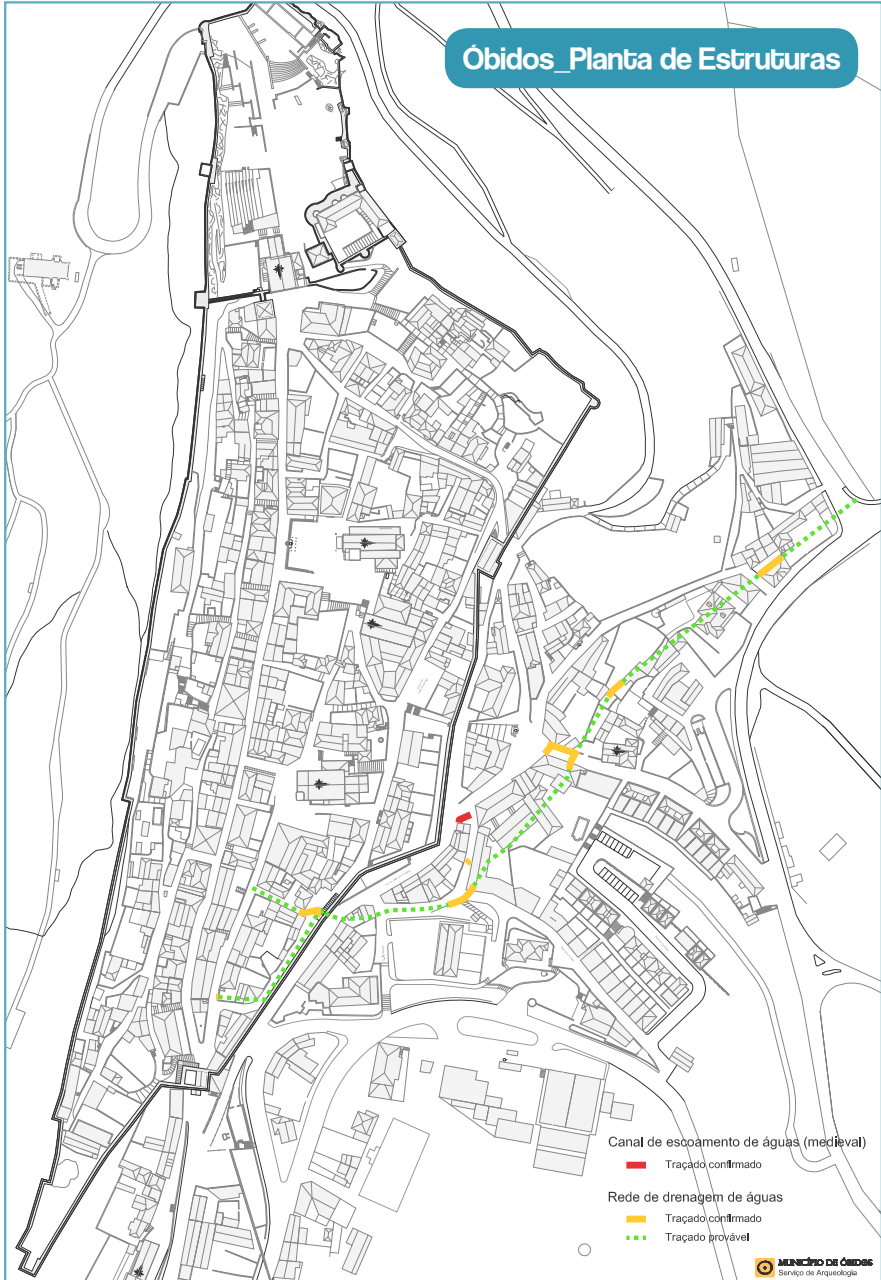 Óbidos_Planta de Estruturas
Canal de escoamento de águas (medieval)
Traçado confirmado
Rede de drenagem de águas
Traçado confirmado
Traçado provável
MUNICÍPIO DE ÓBIDOS
Serviço de Arqueologia